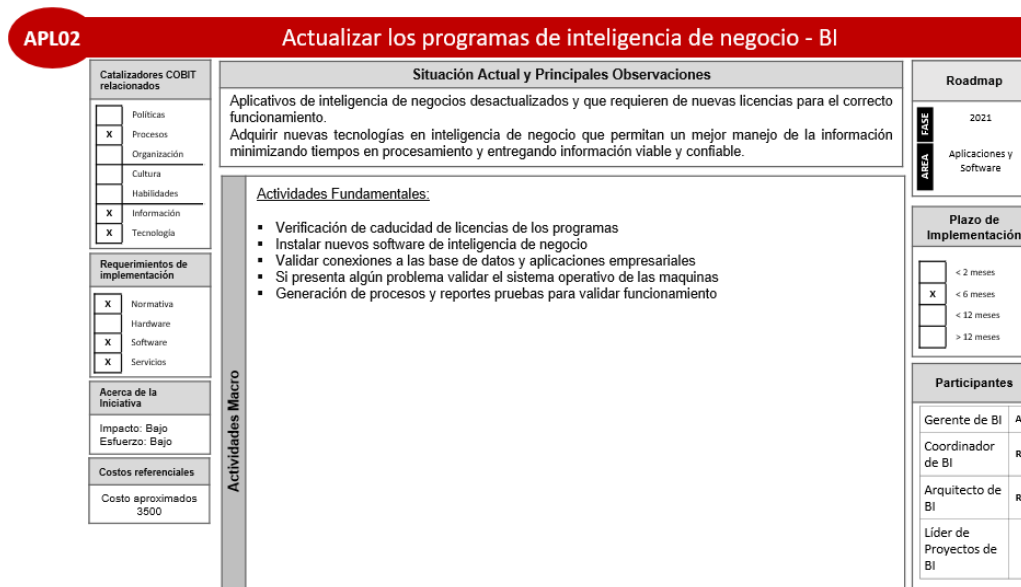 APL02
Actualizar los programas de inteligencia de negocio - BI
Catalizadores COBIT
relacionados
Políticas
X Procesos
Organización
Cultura
Habilidades
X Información
X Tecnología
Requerimientos de
implementación
X Normativa
Hardware
X Software
X Servicios
Acerca de la
Iniciativa
Impacto: Bajo
Esfuerzo: Bajo
Costos referenciales
Costo aproximados
3500
Situación Actual y Principales Observaciones
Aplicativos de inteligencia de negocios desactualizados y que requieren de nuevas licencias para el correcto
funcionamiento.
Adquirir nuevas tecnologías en inteligencia de negocio que permitan un mejor manejo de la información
minimizando tiempos en procesamiento y entregando información viable y confiable.
Actividades Macro
Actividades Fundamentales:
▪ Verificación de caducidad de licencias de los programas
▪ Instalar nuevos software de inteligencia de negocio
▪ Validar conexiones a las base de datos y aplicaciones empresariales
▪ Si presenta algún problema validar el sistema operativo de las maquinas
▪ Generación de procesos y reportes pruebas para validar funcionamiento
Roadmap
FASE
2021
AREA
Aplicaciones y
Software
Plazo de
Implementación
< 2 meses
X < 6 meses
< 12 meses
> 12 meses
Participantes
Gerente de BI A
Coordinador
de BI R
Arquitecto de
BI R
Líder de
Proyectos de
BI